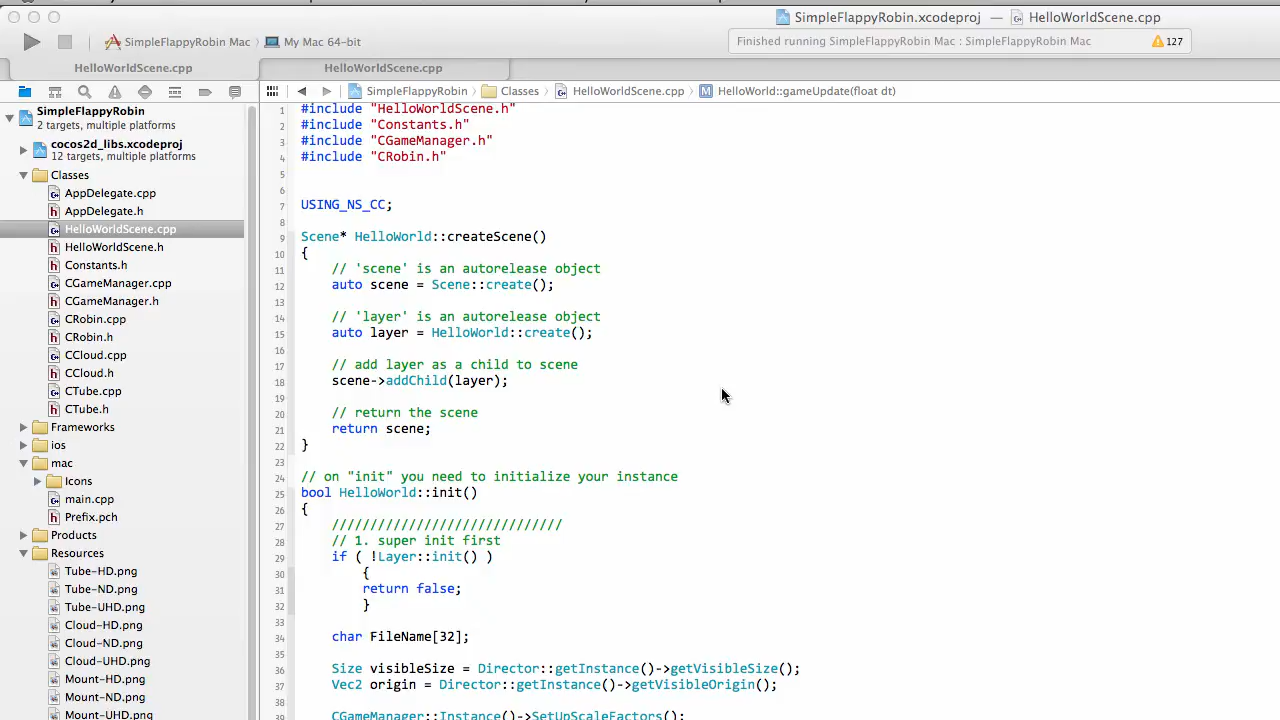 SimpleFlappyRobin.xcodeproj — HelloWorldScene.cpp
SimpleFlappyRobin Mac My Mac 64-bit
Finished running SimpleFlappyRobin Mac : SimpleFlappyRobin Mac 127
HelloWorldScene.cpp HelloWorldScene.cpp
SimpleFlappyRobin Classes HelloWorldScene.cpp M HelloWorld::gameUpdate(float dt)
SimpleFlappyRobin
2 targets, multiple platforms
cocos2d_libs.xcodeproj
12 targets, multiple platforms
Classes
AppDelegate.cpp
AppDelegate.h
HelloWorldScene.cpp
HelloWorldScene.h
Constants.h
CGameManager.cpp
CGameManager.h
CRobin.cpp
CRobin.h
CCloud.cpp
CCloud.h
CTube.cpp
CTube.h
Frameworks
ios
mac
Icons
main.cpp
Prefix.pch
Products
Resources
Tube-HD.png
Tube-ND.png
Tube-UHD.png
Cloud-HD.png
Cloud-ND.png
Cloud-UHD.png
Mount-HD.png
Mount-ND.png
Mount-UHD.png
1 #include "HelloWorldScene.h"
2 #include "Constants.h"
3 #include "CGameManager.h"
4 #include "CRobin.h"
5
6
7 USING_NS_CC;
8
9 Scene* HelloWorld::createScene()
10 {
11 // 'scene' is an autorelease object
12 auto scene = Scene::create();
13
14 // 'layer' is an autorelease object
15 auto layer = HelloWorld::create();
16
17 // add layer as a child to scene
18 scene->addChild(layer);
19
20 // return the scene
21 return scene;
22 }
23
24 // on "init" you need to initialize your instance
25 bool HelloWorld::init()
26 {
27 //////////////////////////////
28 // 1. super init first
29 if ( !Layer::init() )
30 {
31 return false;
32 }
33
34 char FileName[32];
35
36 Size visibleSize = Director::getInstance()->getVisibleSize();
37 Vec2 origin = Director::getInstance()->getVisibleOrigin();
38
39 CGameManager::Instance()->SetUpScaleFactors();